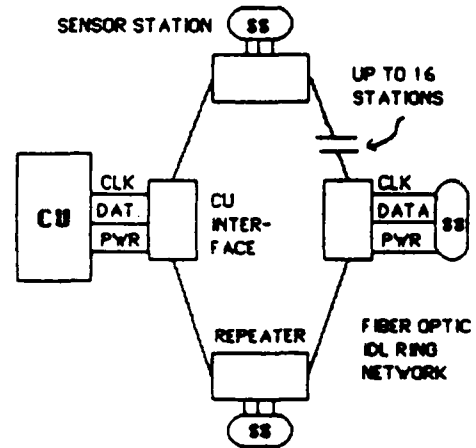 SS
SENSOR STATION
UP TO 16
STATIONS
CLK
DAT.
PWR
CU
CU
INTER-
FACE
CLK
DATA
PWR
SS
REPEATER
SS
FIBER OPTIC
IDL RING
NETWORK